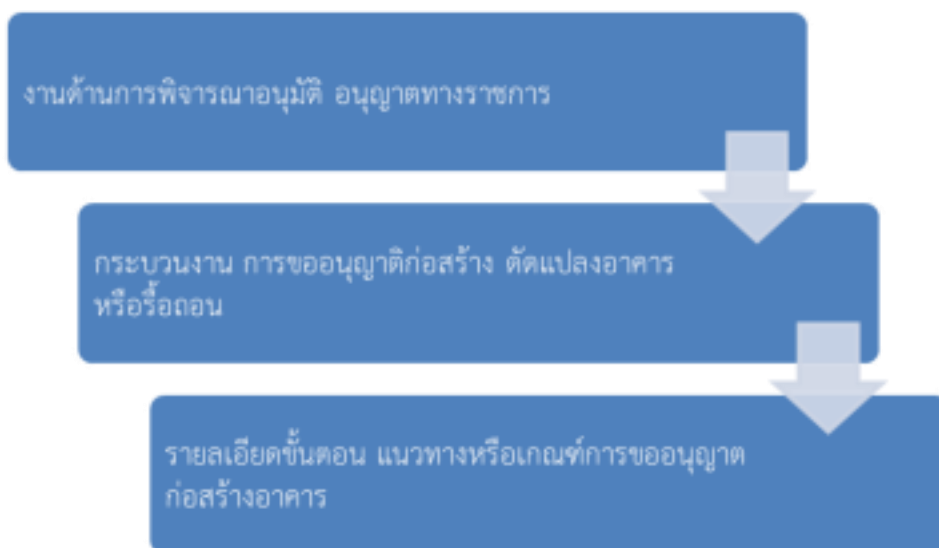 งานด้านการพิจารณาอนุมัติ อนุญาตทางราชการ
กระบวนงาน การขออนุญาติก่อสร้าง ดัดแปลงอาคาร
หรือรื้อถอน
รายละเอียดขั้นตอน แนวทางหรือเกณฑ์การขออนุญาต
ก่อสร้างอาคาร